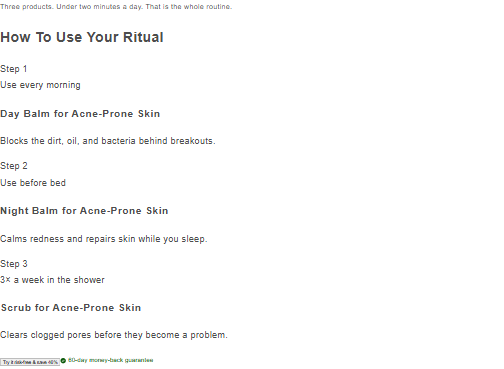 Three products. Under two minutes a day. That is the whole routine.
How To Use Your Ritual
Step 1
Use every morning
Day Balm for Acne-Prone Skin
Blocks the dirt, oil, and bacteria behind breakouts.
Step 2
Use before bed
Night Balm for Acne-Prone Skin
Calms redness and repairs skin while you sleep.
Step 3
3× a week in the shower
Scrub for Acne-Prone Skin
Clears clogged pores before they become a problem.
Try it risk-free & save 40% 60-day money-back guarantee